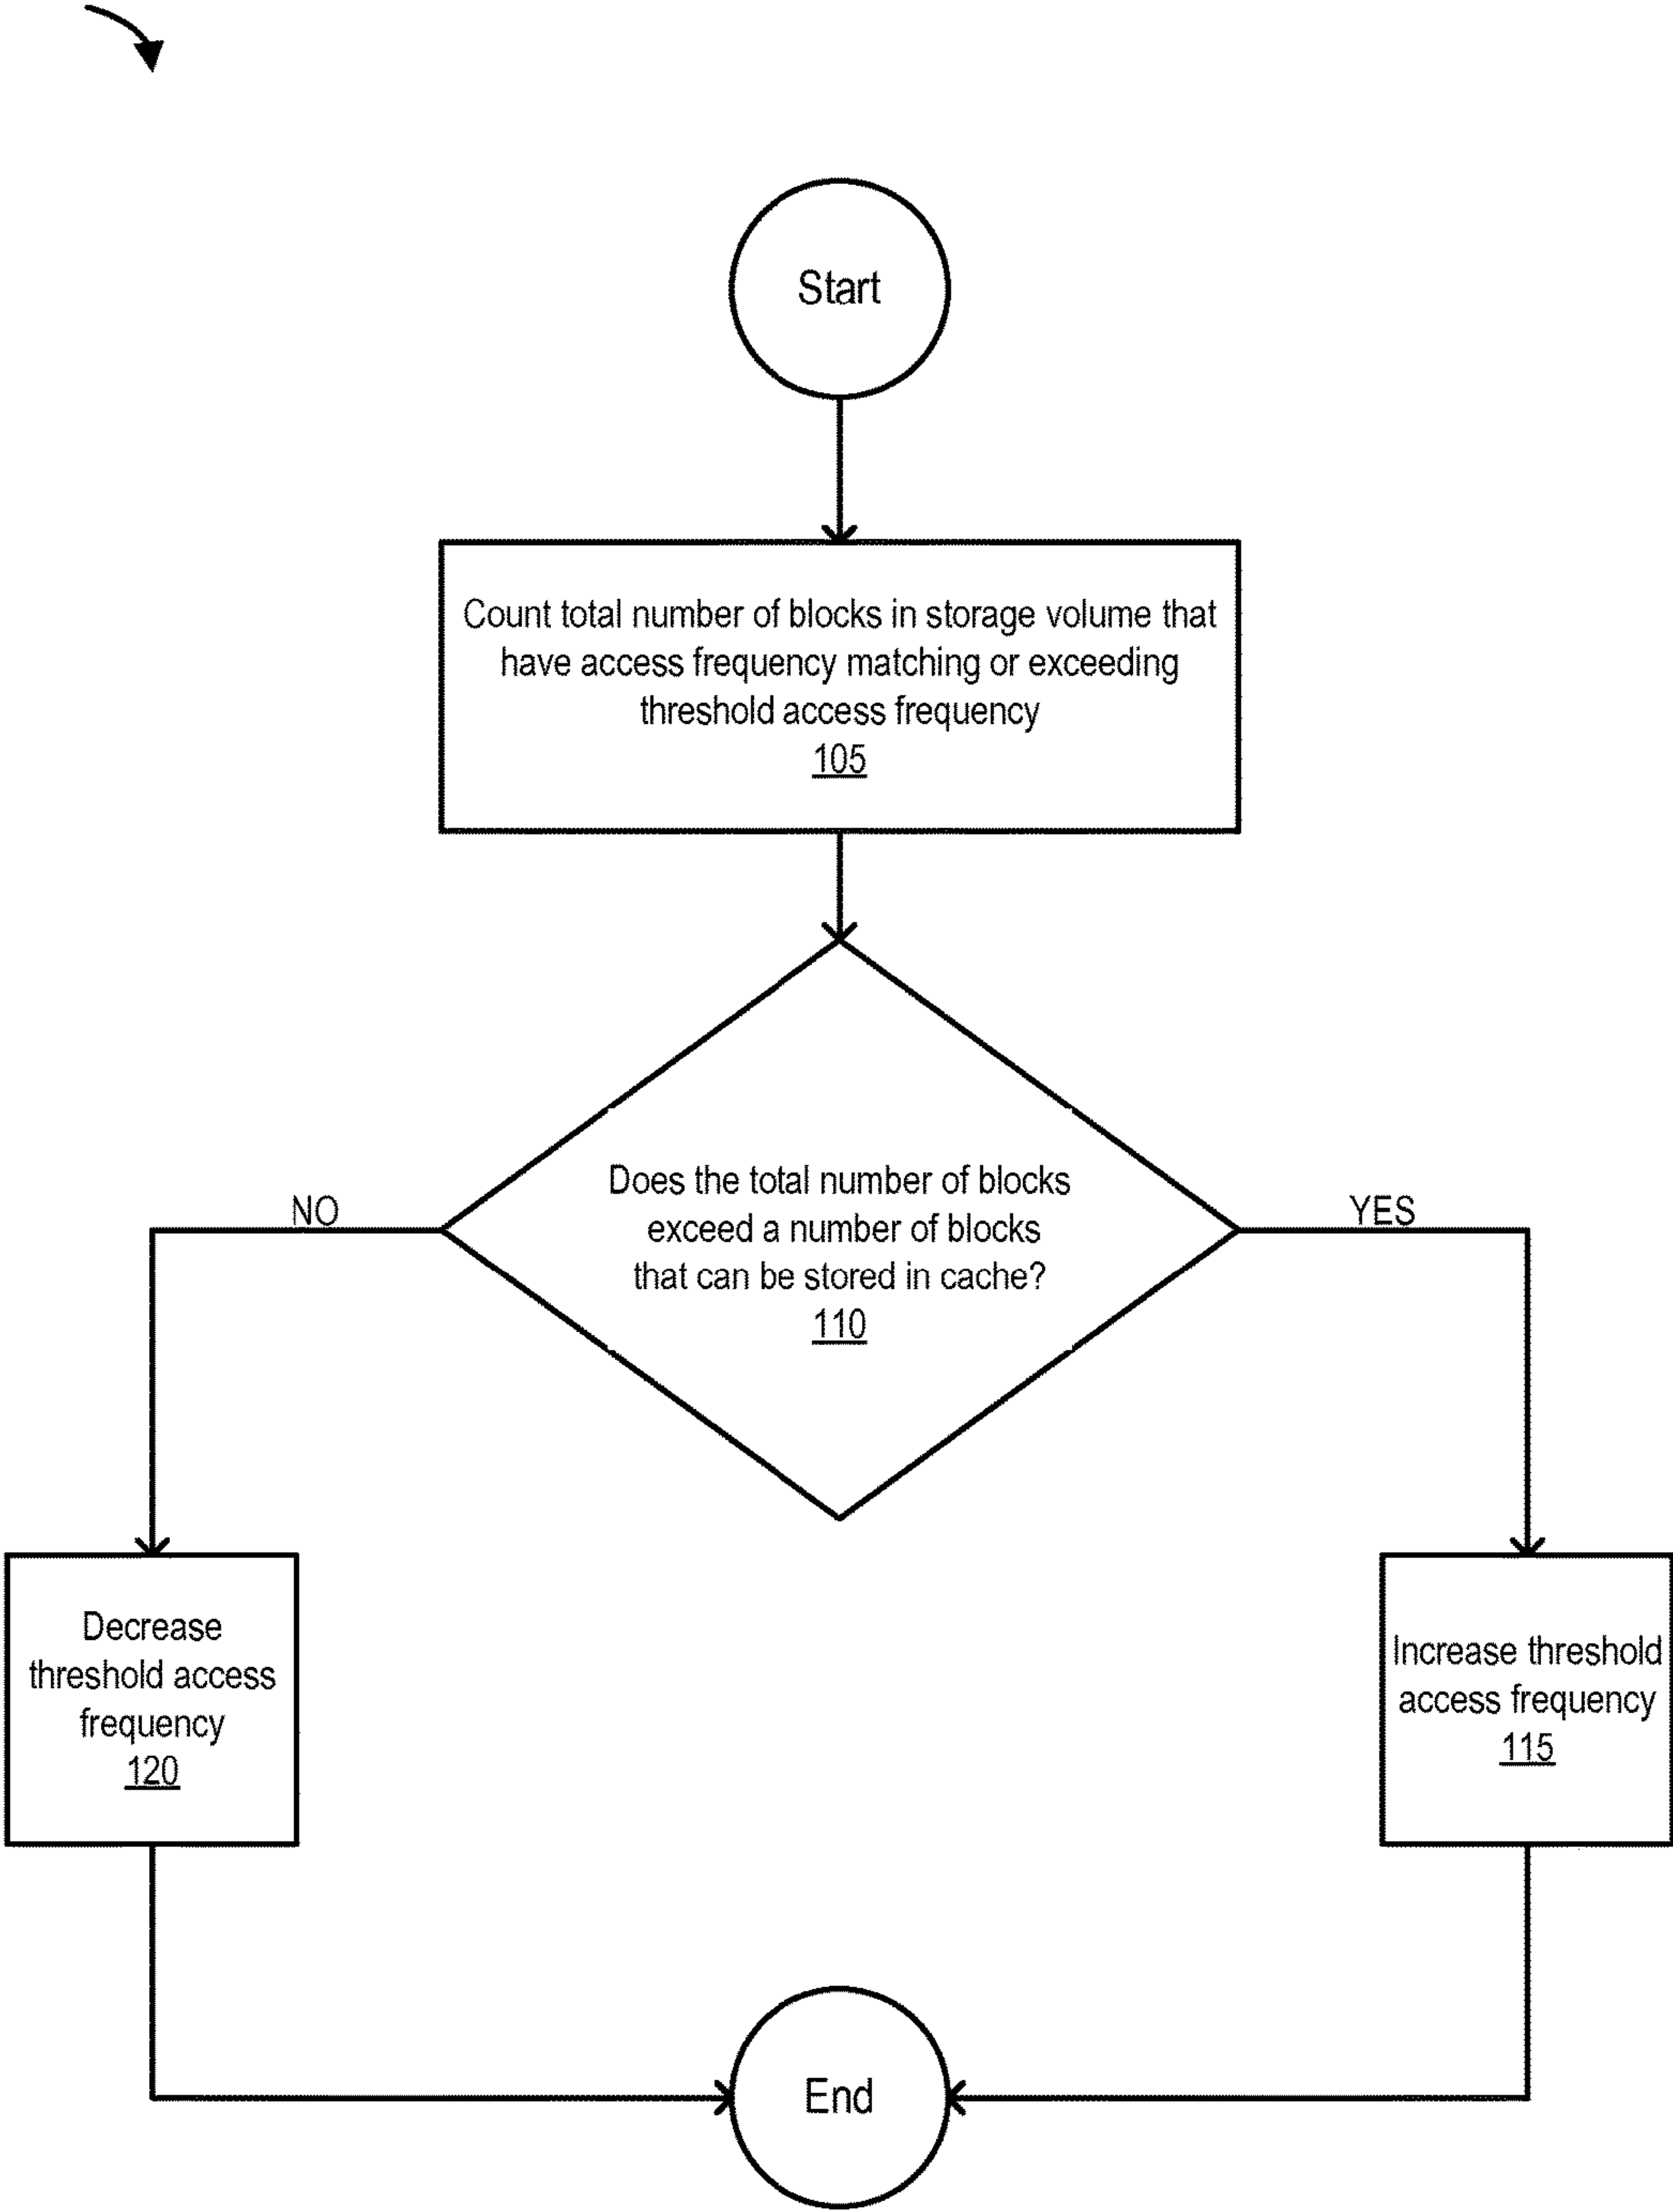 Start
Count total number of blocks in storage volume that
have access frequency matching or exceeding
threshold access frequency
105
Does the total number of blocks
exceed a number of blocks
that can be stored in cache?
110
NO
YES
Decrease
threshold access
frequency
120
Increase threshold
access frequency
115
End